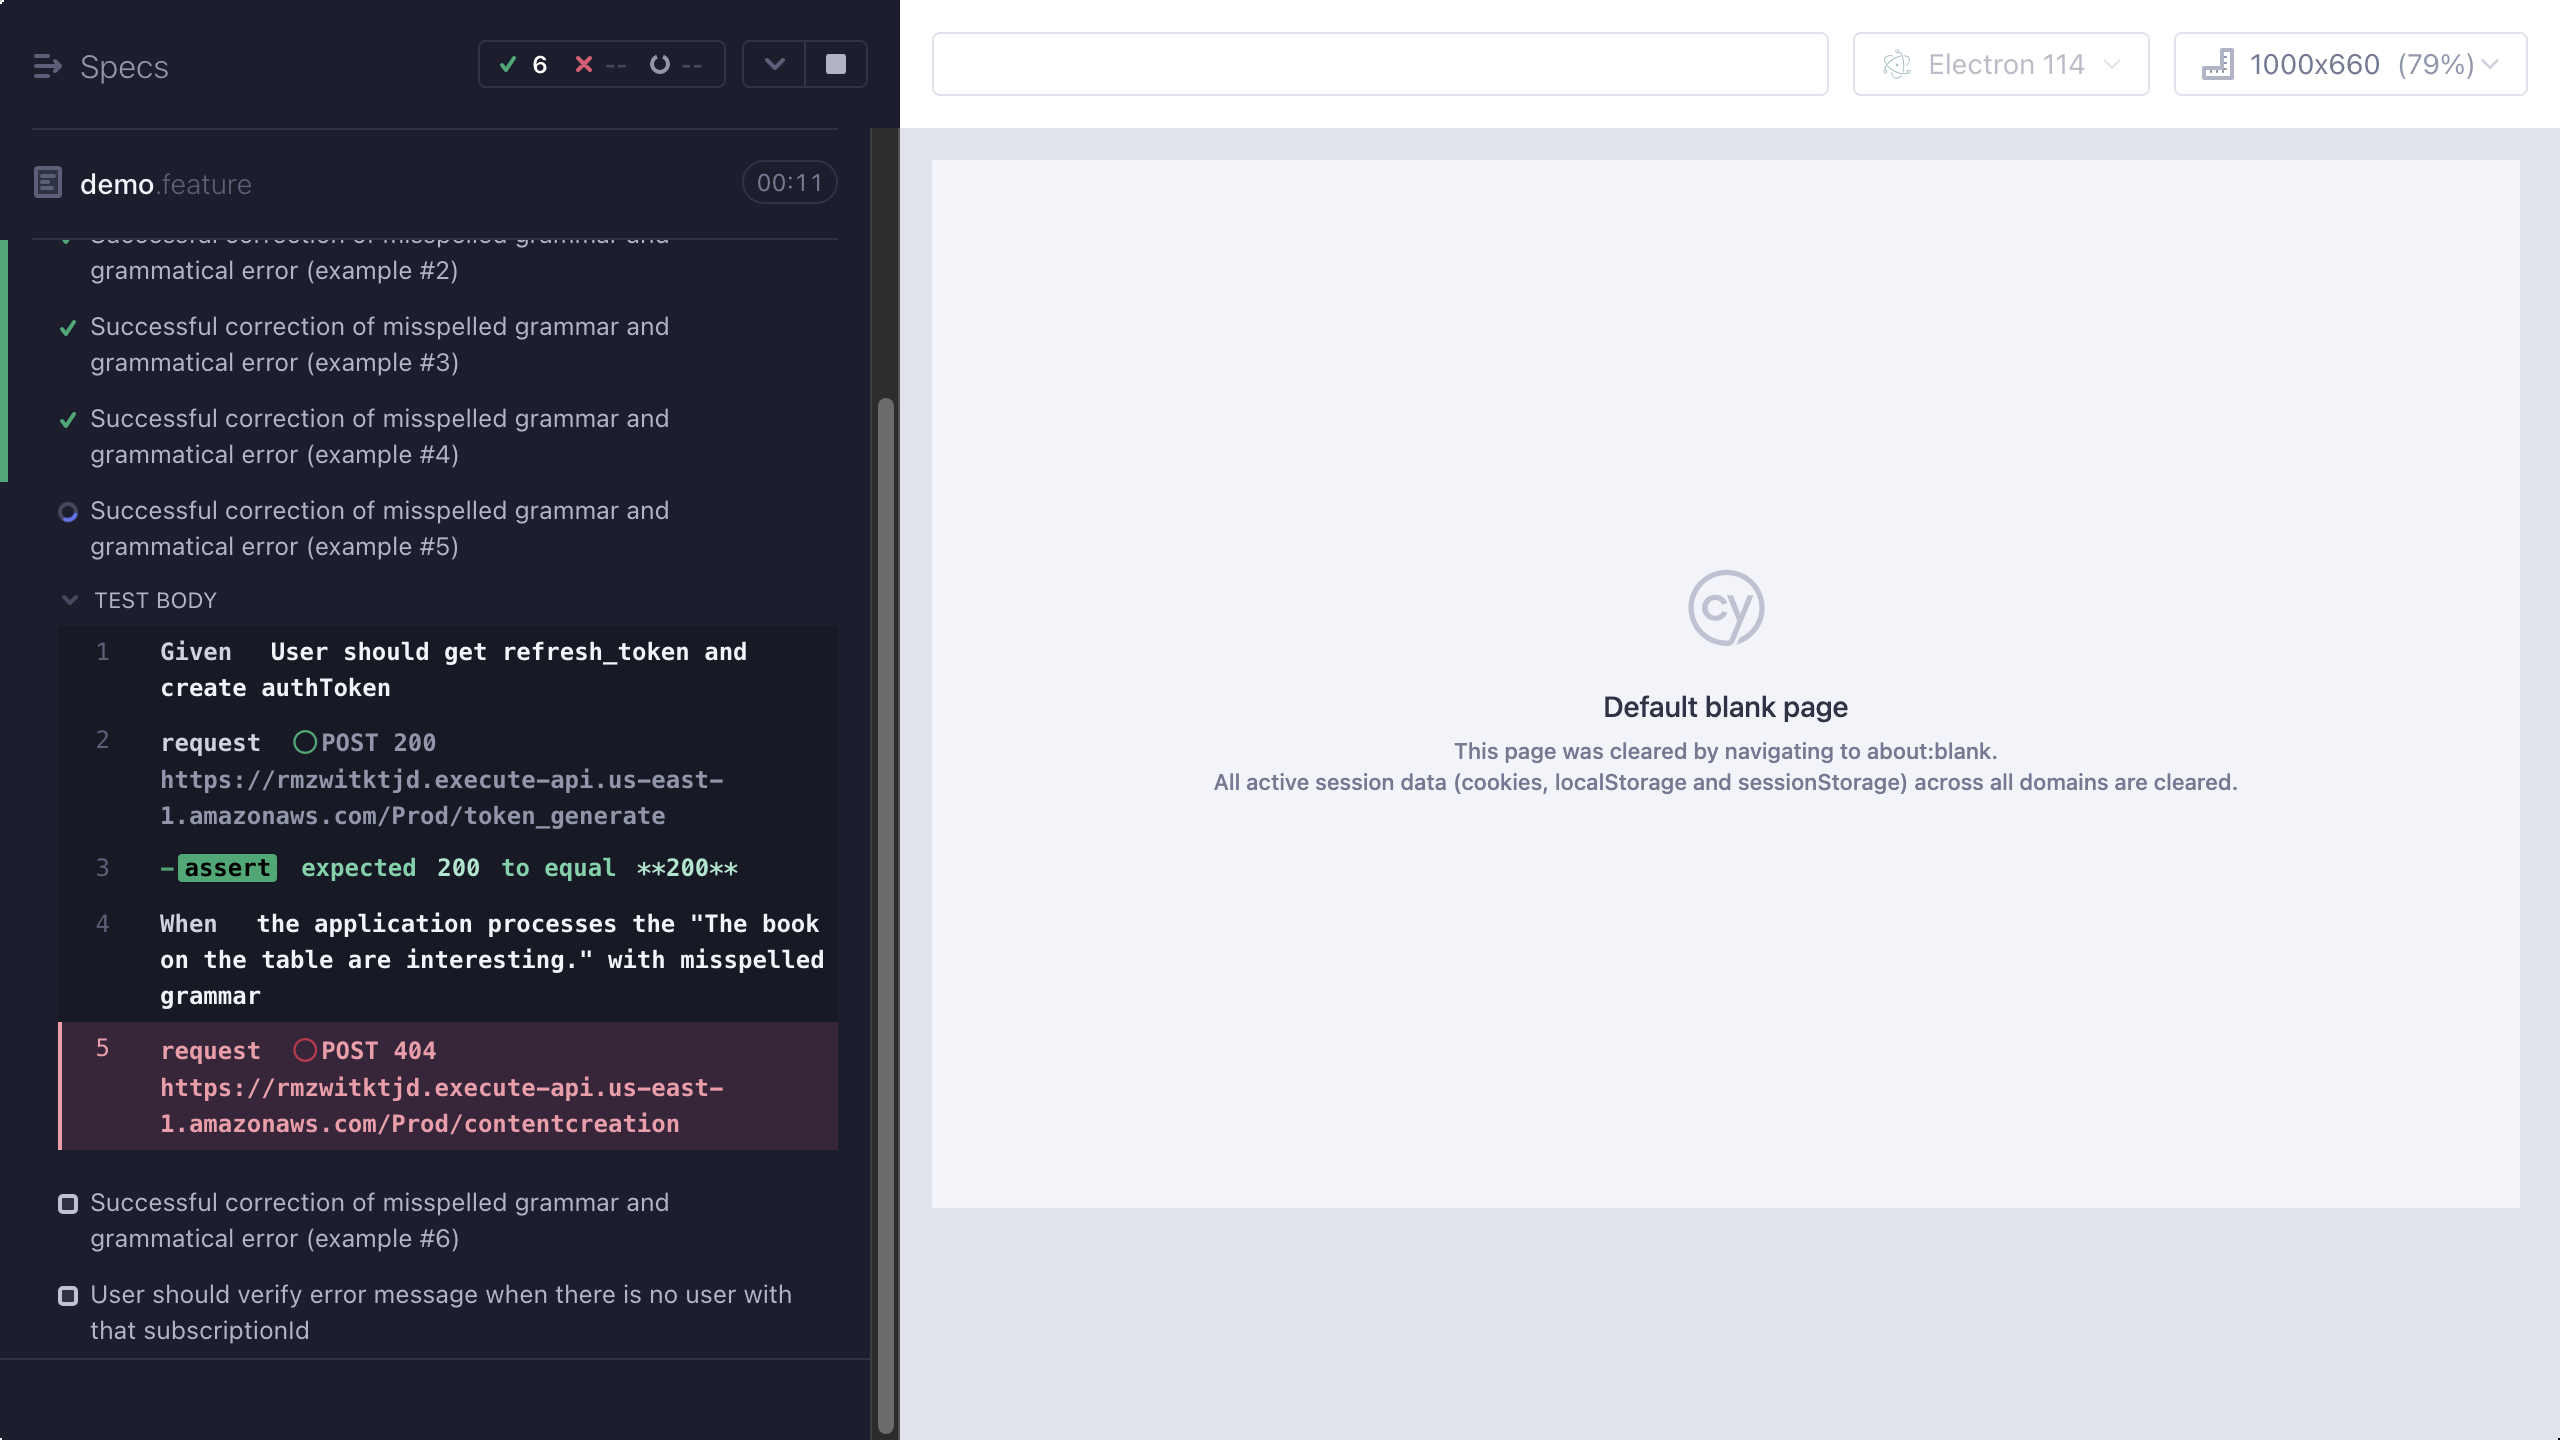 Specs
6 -- --
demo.feature
00:11
Successful correction of misspelled grammar and
grammatical error (example #2)
Successful correction of misspelled grammar and
grammatical error (example #3)
Successful correction of misspelled grammar and
grammatical error (example #4)
Successful correction of misspelled grammar and
grammatical error (example #5)
TEST BODY
1 Given User should get refresh_token and
create authToken
2 request POST 200
https://rmzwitktjd.execute-api.us-east-
1.amazonaws.com/Prod/token_generate
3 -assert expected 200 to equal **200**
4 When the application processes the "The book
on the table are interesting." with misspelled
grammar
5 request POST 404
https://rmzwitktjd.execute-api.us-east-
1.amazonaws.com/Prod/contentcreation
Successful correction of misspelled grammar and
grammatical error (example #6)
User should verify error message when there is no user with
that subscriptionId
Electron 114
1000x660 (79%)
cy
Default blank page
This page was cleared by navigating to about:blank.
All active session data (cookies, localStorage and sessionStorage) across all domains are cleared.